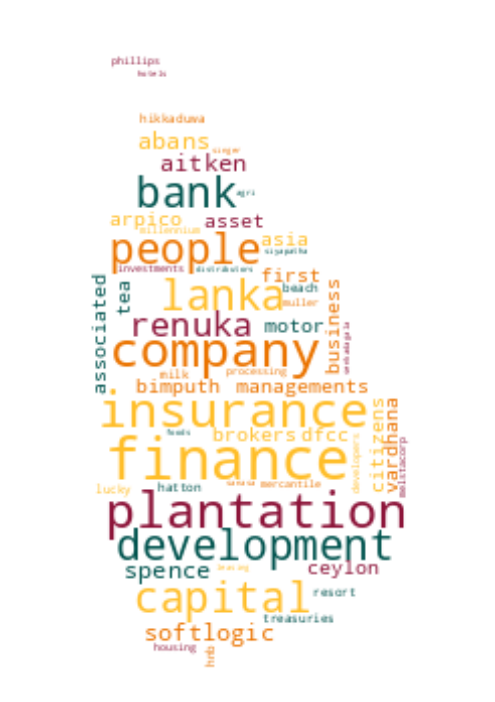 phillips
hotels
hikkaduwa
abans
singer
aitken
bank
agri
arpico
asset
millennium
people
asia
siyapatha
investments
distributors
first
associated
tea
lanka
beach
muller
business
renuka
motor
company
milk
processing
bimputh
managements
insurance
citizens
vardhana
foods
brokers
dfcc
developers
melstacorp
finance
lucky
hatton
sanasa
mercantile
plantation
development
spence
leasing
ceylon
capital
resort
treasuries
softlogic
housing
hnb